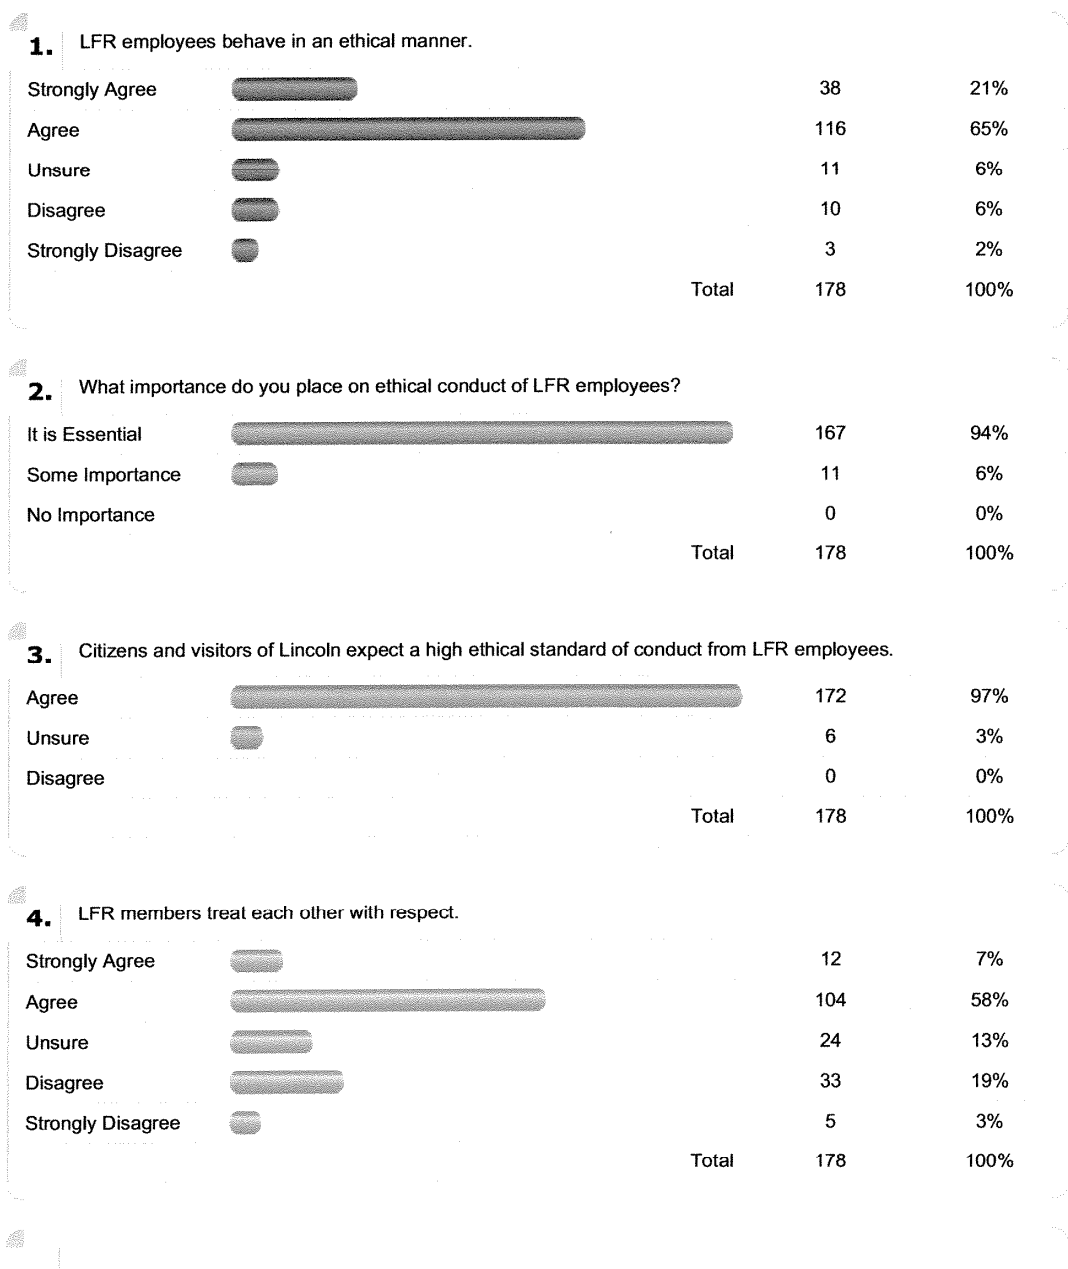 1. LFR employees behave in an ethical manner.
Strongly Agree 38 21%
Agree 116 65%
Unsure 11 6%
Disagree 10 6%
Strongly Disagree 3 2%
Total 178 100%
2. What importance do you place on ethical conduct of LFR employees?
It is Essential 167 94%
Some Importance 11 6%
No Importance 0 0%
Total 178 100%
3. Citizens and visitors of Lincoln expect a high ethical standard of conduct from LFR employees.
Agree 172 97%
Unsure 6 3%
Disagree 0 0%
Total 178 100%
4. LFR members treat each other with respect.
Strongly Agree 12 7%
Agree 104 58%
Unsure 24 13%
Disagree 33 19%
Strongly Disagree 5 3%
Total 178 100%